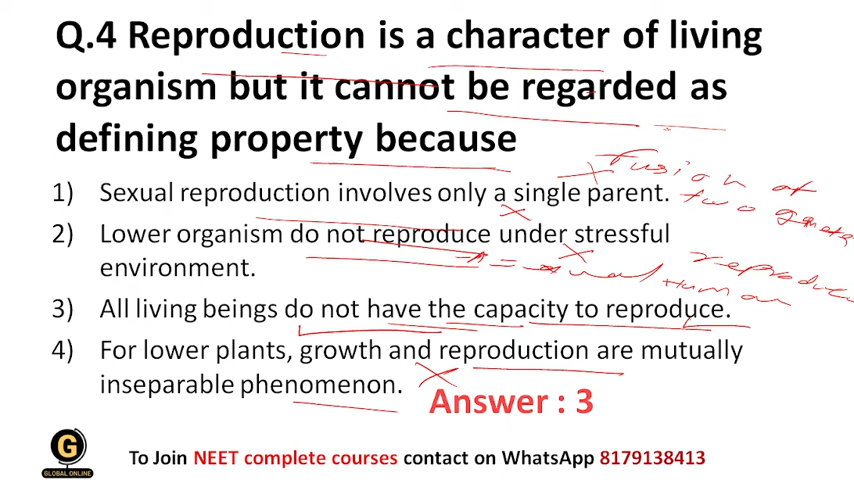 Q.4 Reproduction is a character of living
organism but it cannot be regarded as
defining property because
fusion of
1) Sexual reproduction involves only a single parent.
two gamete
2) Lower organism do not reproduce under stressful
environment.
reproduction
human
3) All living beings do not have the capacity to reproduce.
4) For lower plants, growth and reproduction are mutually
inseparable phenomenon.
Answer : 3
G
GLOBAL ONLINE
To Join NEET complete courses contact on WhatsApp 8179138413